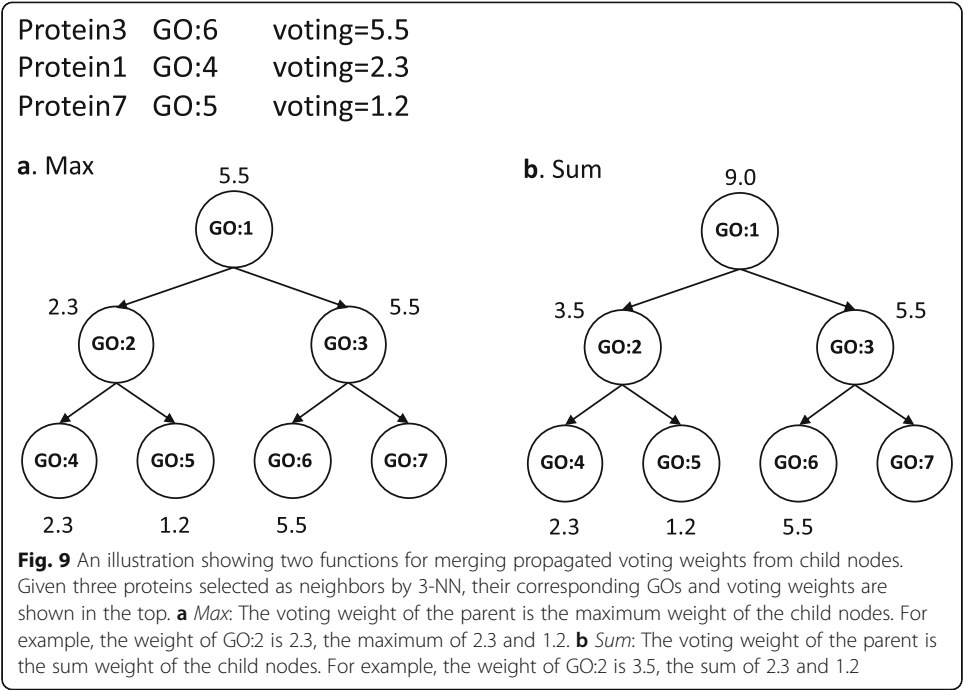 Protein3 GO:6 voting=5.5
Protein1 GO:4 voting=2.3
Protein7 GO:5 voting=1.2
a. Max
5.5
GO:1
2.3
5.5
GO:2
GO:3
GO:4
GO:5
GO:6
GO:7
2.3
1.2
5.5
b. Sum
9.0
GO:1
3.5
5.5
GO:2
GO:3
GO:4
GO:5
GO:6
GO:7
2.3
1.2
5.5
Fig. 9 An illustration showing two functions for merging propagated voting weights from child nodes.
Given three proteins selected as neighbors by 3-NN, their corresponding GOs and voting weights are
shown in the top. a Max: The voting weight of the parent is the maximum weight of the child nodes. For
example, the weight of GO:2 is 2.3, the maximum of 2.3 and 1.2. b Sum: The voting weight of the parent is
the sum weight of the child nodes. For example, the weight of GO:2 is 3.5, the sum of 2.3 and 1.2